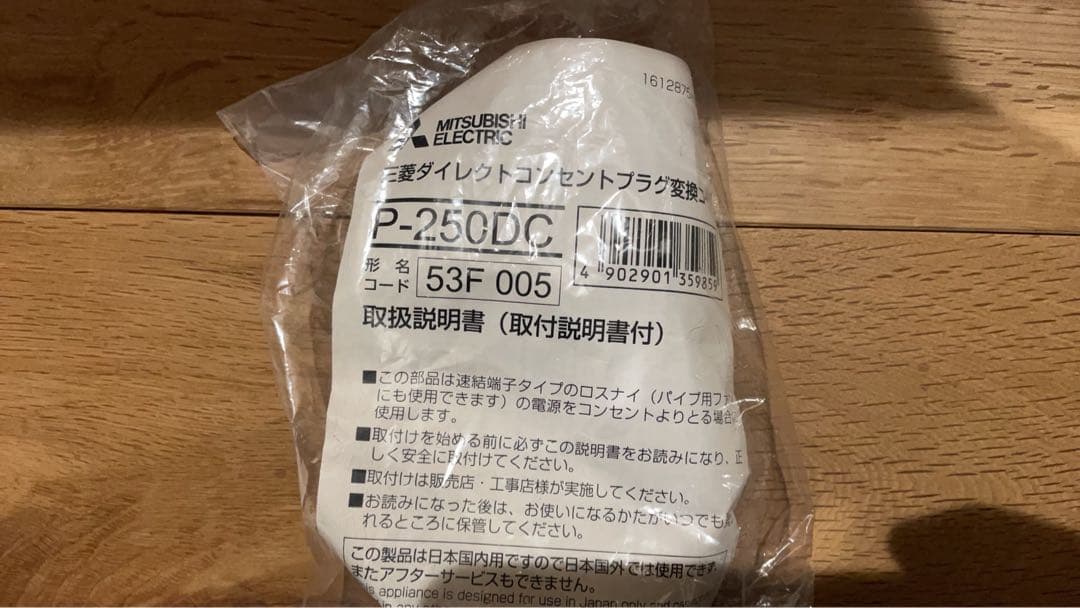 1612875
MITSUBISHI
ELECTRIC
三菱ダイレクトコンセントプラグ変換コ
P-250DC
4 902901 359859
形名
コード
53F 005
取扱説明書（取付説明書付）
■この部品は速結端子タイプのロスナイ（パイプ用ファ
にも使用できます）の電源をコンセントよりとる場合
使用します。
■取付けを始める前に必ずこの説明書をお読みになり、正
しく安全に取付けてください。
■取付けは販売店・工事店様が実施してください。
■お読みになった後は、お使いになるかたがいつでも
れるところに保管してください。
この製品は日本国内用ですので日本国外では使用できず、
またアフターサービスもできません。
appliance is designed for use in Japan only and
in any